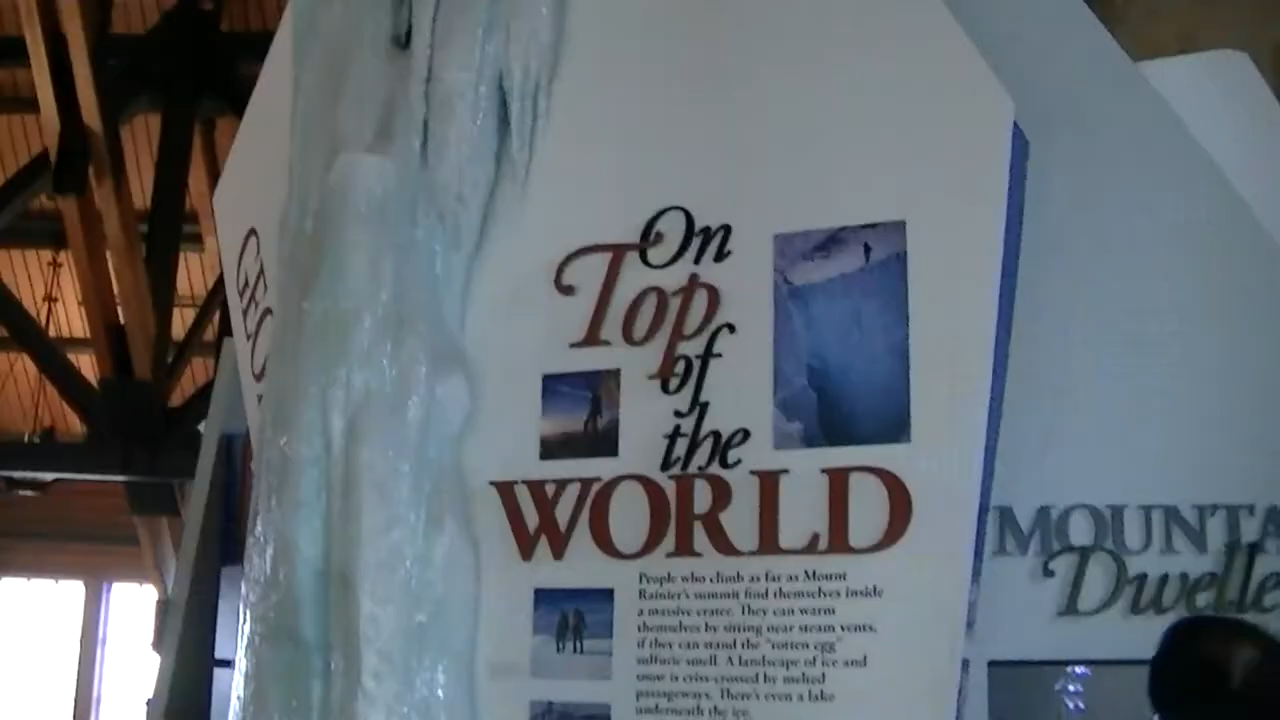 GEO
On
Top
of
the
WORLD
People who climb as far as Mount
Rainier's summit find themselves inside
a massive crater. They can warm
themselves by sitting near steam vents,
if they can stand the "rotten egg"
sulfuric smell. A landscape of ice and
snow is criss-crossed by melted
passageways. There's even a lake
underneath the ice.
MOUNTA
Dwelle